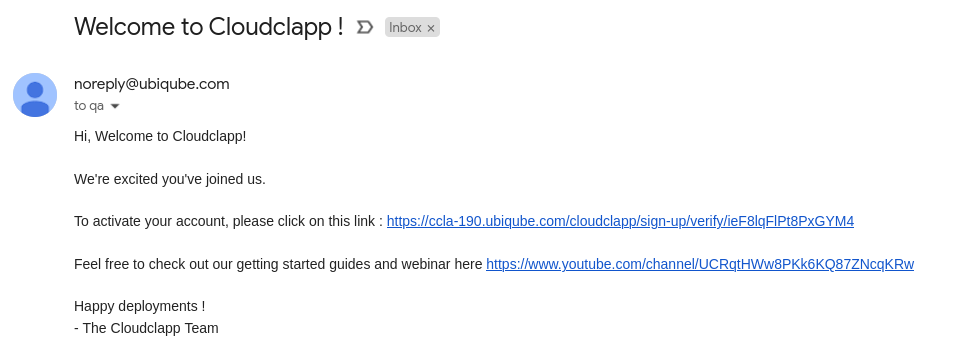 Welcome to Cloudclapp !
Inbox ×
noreply@ubiqube.com
to qa
Hi, Welcome to Cloudclapp!
We're excited you've joined us.
To activate your account, please click on this link : https://ccla-190.ubiqube.com/cloudclapp/sign-up/verify/ieF8lqFlPt8PxGYM4
Feel free to check out our getting started guides and webinar here https://www.youtube.com/channel/UCRqtHWw8PKk6KQ87ZNcqKRw
Happy deployments !
- The Cloudclapp Team